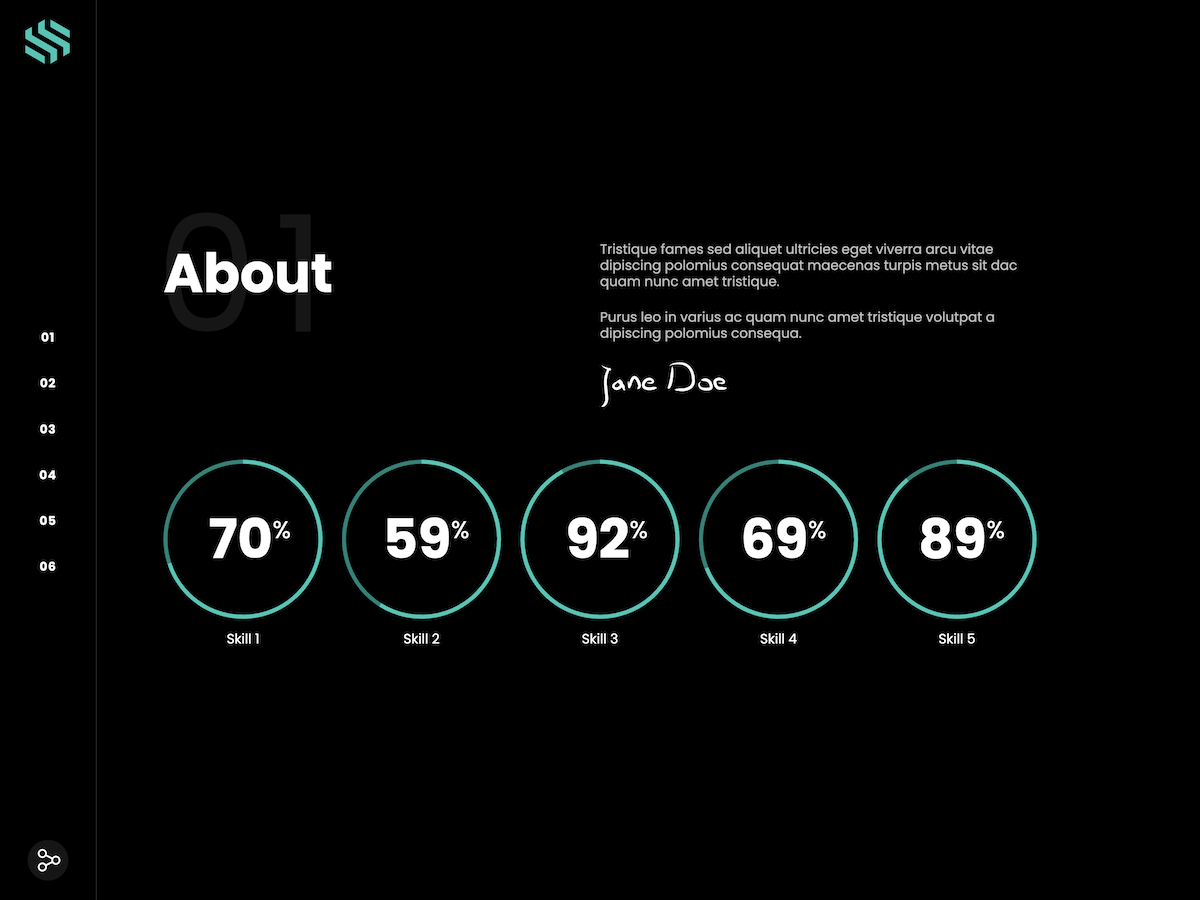 01
About
Tristique fames sed aliquet ultricies eget viverra arcu vitae
dipiscing polomius consequat maecenas turpis metus sit dac
quam nunc amet tristique.
Purus leo in varius ac quam nunc amet tristique volutpat a
dipiscing polomius consequa.
Jane Doe
01
02
03
04
05
06
70%
59%
92%
69%
89%
Skill 1
Skill 2
Skill 3
Skill 4
Skill 5